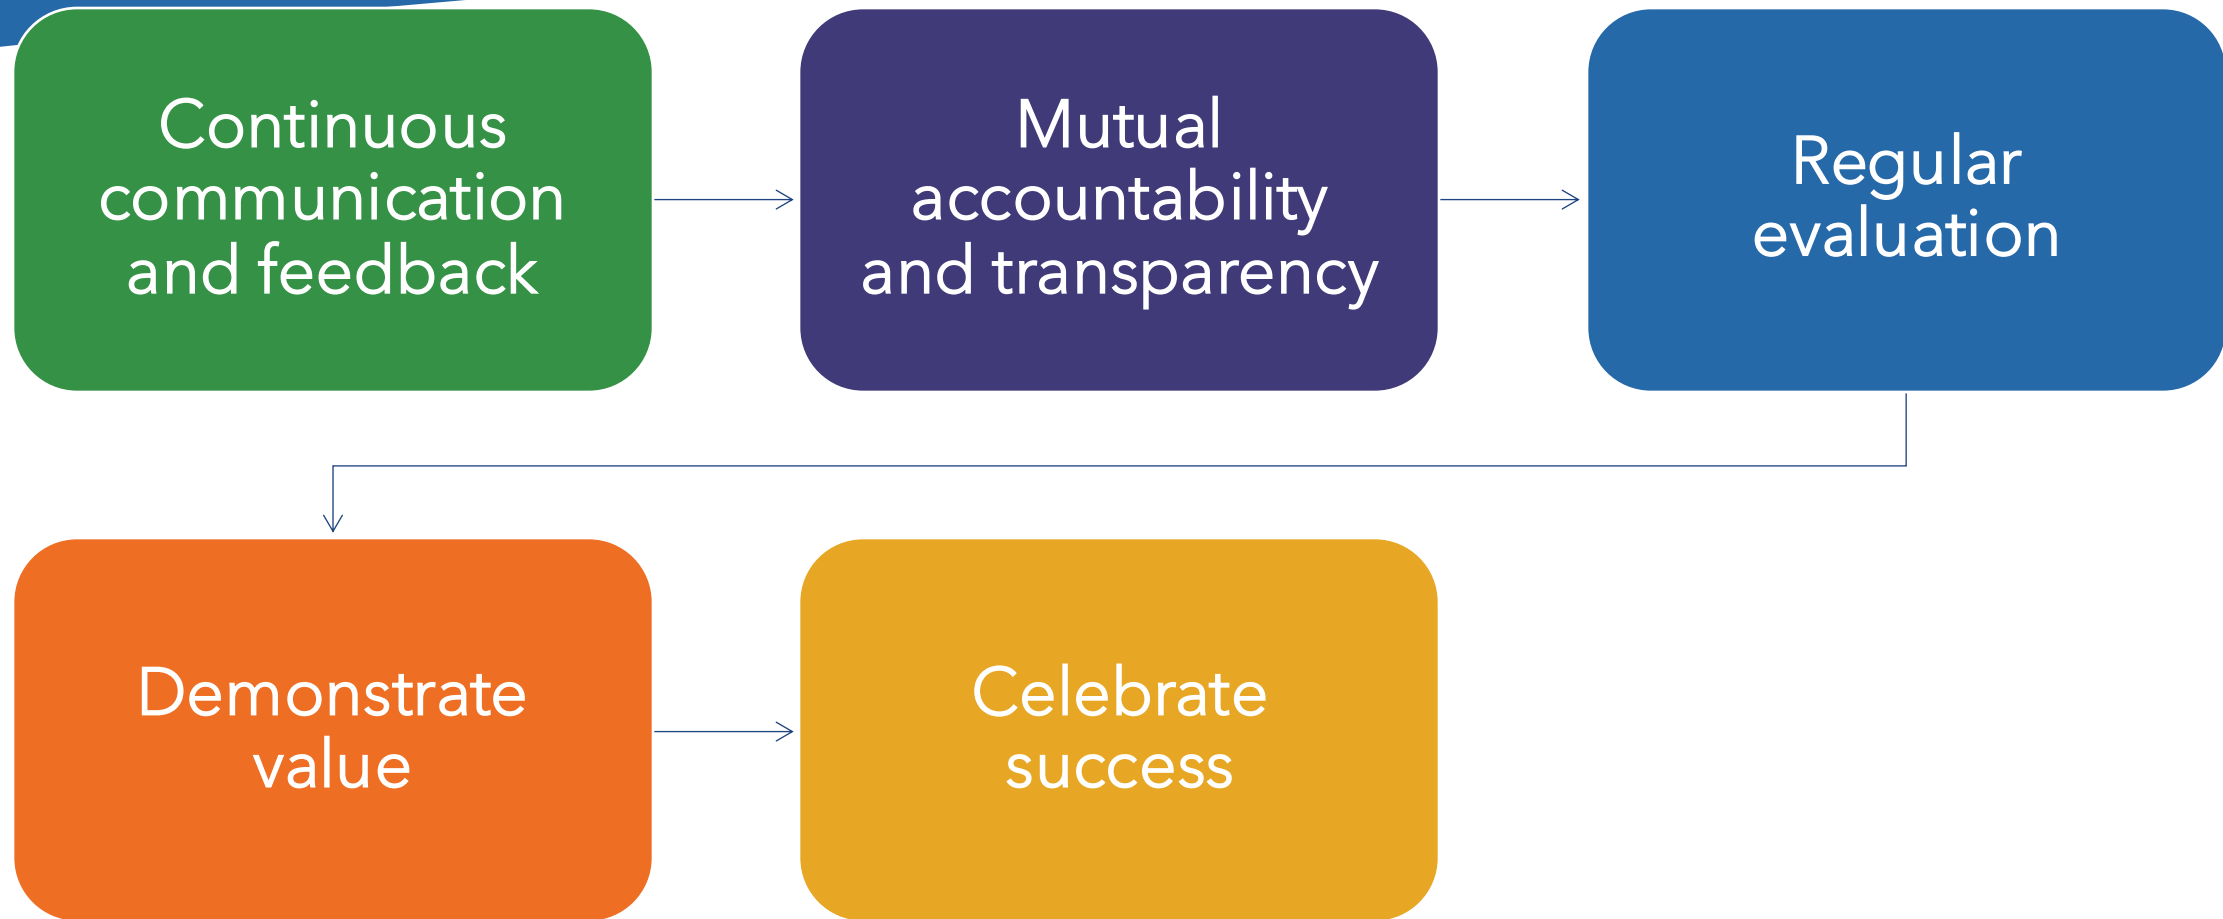 Continuous
communication
and feedback
Mutual
accountability
and transparency
Regular
evaluation
Demonstrate
value
Celebrate
success